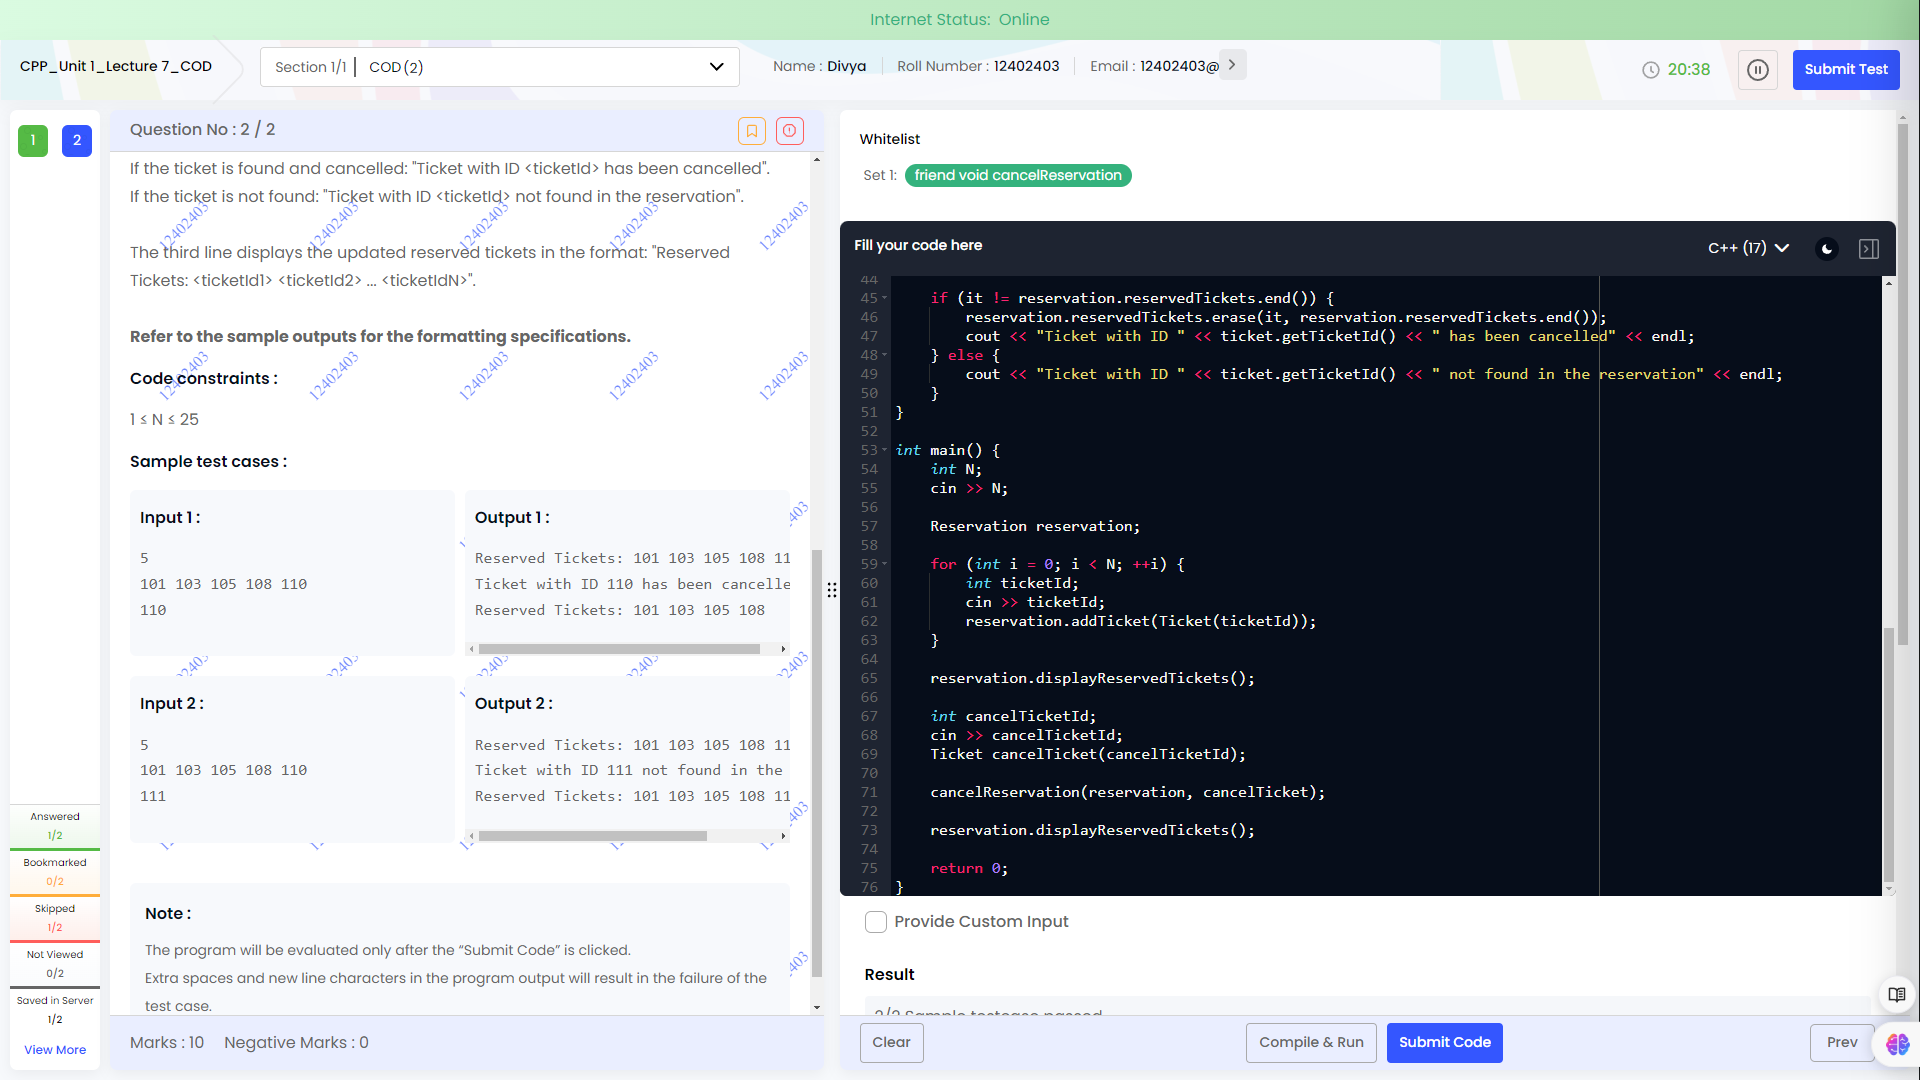 Internet Status: Online
CPP_Unit 1_Lecture 7_COD
Section 1/1 | COD(2)
Name : Divya
Roll Number : 12402403
Email : 12402403@
20:38
Submit Test
1
2
Question No : 2 / 2
If the ticket is found and cancelled: "Ticket with ID <ticketId> has been cancelled".
If the ticket is not found: "Ticket with ID <ticketId> not found in the reservation".
The third line displays the updated reserved tickets in the format: "Reserved
Tickets: <ticketId1> <ticketId2> ... <ticketIdN>".
Refer to the sample outputs for the formatting specifications.
Code constraints :
1 ≤ N ≤ 25
Sample test cases :
Input 1 :
5
101 103 105 108 110
110
Output 1 :
Reserved Tickets: 101 103 105 108 11
Ticket with ID 110 has been cancelle
Reserved Tickets: 101 103 105 108
Input 2 :
5
101 103 105 108 110
111
Output 2 :
Reserved Tickets: 101 103 105 108 11
Ticket with ID 111 not found in the
Reserved Tickets: 101 103 105 108 11
Note :
The program will be evaluated only after the “Submit Code” is clicked.
Extra spaces and new line characters in the program output will result in the failure of the
test case.
12402403 12402403 12402403 12402403 12402403
12402403 12402403 12402403 12402403 12402403
Answered
1/2
Bookmarked
0/2
Skipped
1/2
Not Viewed
0/2
Saved in Server
1/2
View More
Marks : 10 Negative Marks : 0
Whitelist
Set 1: friend void cancelReservation
Fill your code here
C++ (17)
44
45 if (it != reservation.reservedTickets.end()) {
46 reservation.reservedTickets.erase(it, reservation.reservedTickets.end());
47 cout << "Ticket with ID " << ticket.getTicketId() << " has been cancelled" << endl;
48 } else {
49 cout << "Ticket with ID " << ticket.getTicketId() << " not found in the reservation" << endl;
50 }
51 }
52
53 int main() {
54 int N;
55 cin >> N;
56
57 Reservation reservation;
58
59 for (int i = 0; i < N; ++i) {
60 int ticketId;
61 cin >> ticketId;
62 reservation.addTicket(Ticket(ticketId));
63 }
64
65 reservation.displayReservedTickets();
66
67 int cancelTicketId;
68 cin >> cancelTicketId;
69 Ticket cancelTicket(cancelTicketId);
70
71 cancelReservation(reservation, cancelTicket);
72
73 reservation.displayReservedTickets();
74
75 return 0;
76 }
Provide Custom Input
Result
2/2 Sample testcase passed
Clear
Compile & Run
Submit Code
Prev